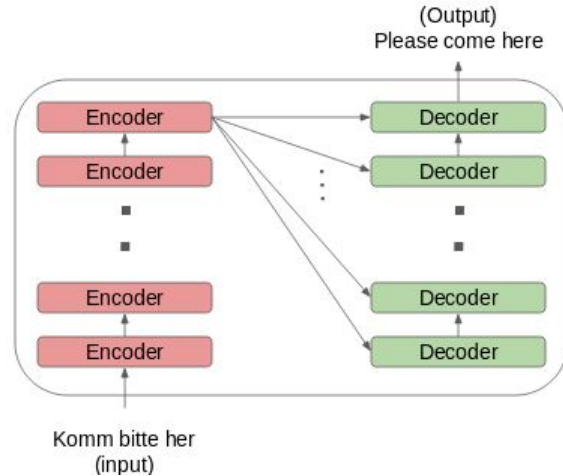 (Output)
Please come here
Encoder
Decoder
Encoder
Decoder
Encoder
Decoder
Encoder
Decoder
Komm bitte her
(input)